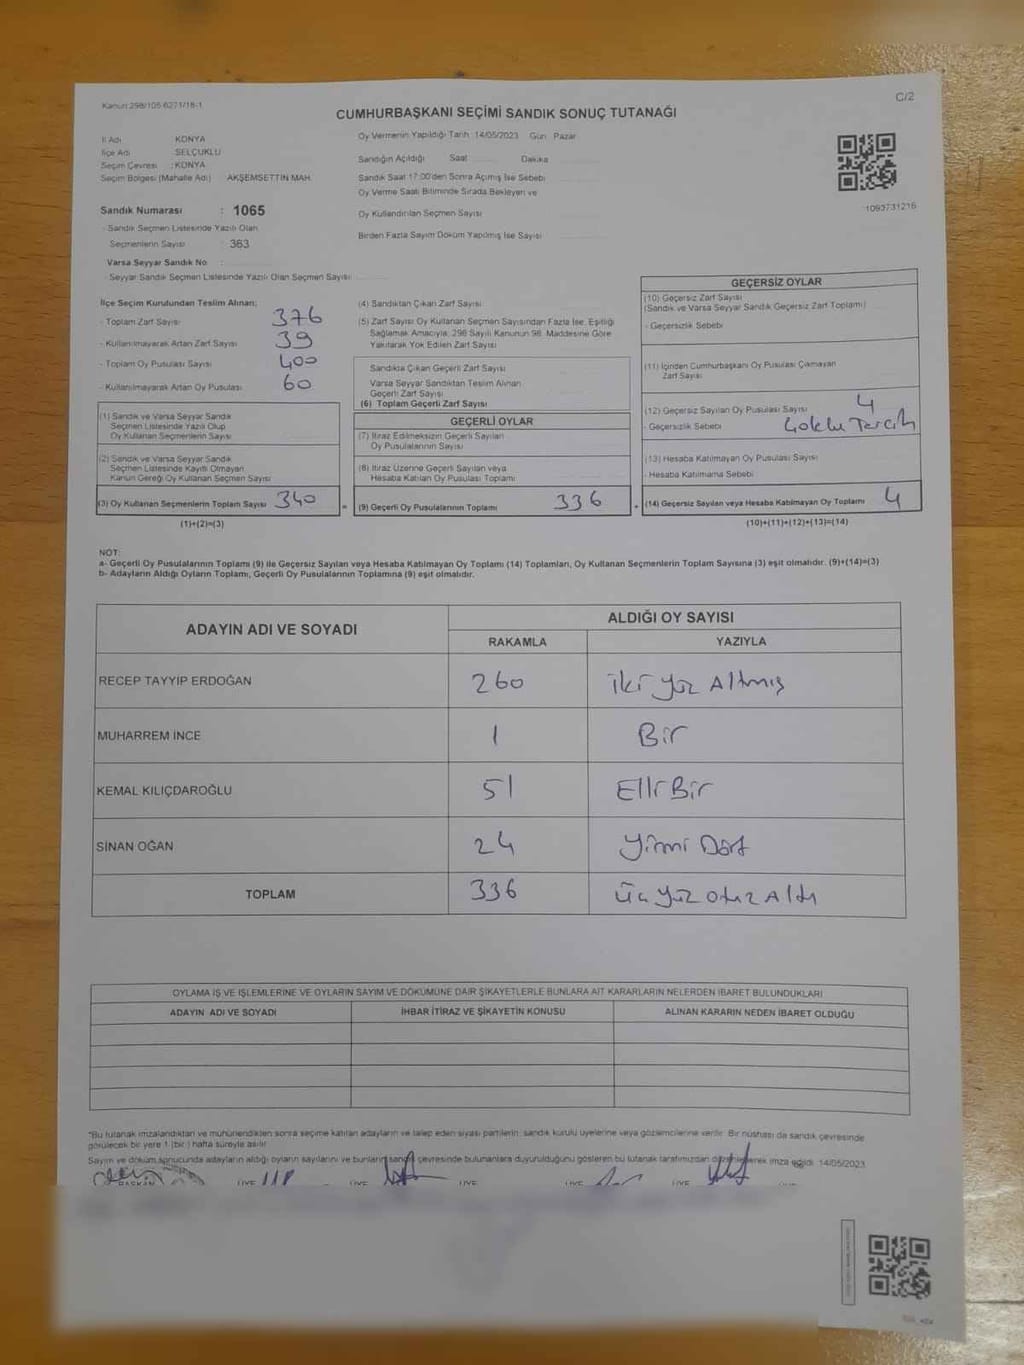 Kanun 298/105 6271/18-1
C/2
CUMHURBAŞKANI SEÇİMİ SANDIK SONUÇ TUTANAĞI
İl Adı KONYA
İlçe Adı SELÇUKLU
Seçim Çevresi : KONYA
Seçim Bölgesi (Mahalle Adı) AKŞEMSETTİN MAH.
Sandık Numarası : 1065
- Sandık Seçmen Listesinde Yazılı Olan
Seçmenlerin Sayısı : 363
Varsa Seyyar Sandık No :
- Seyyar Sandık Seçmen Listesinde Yazılı Olan Seçmen Sayısı
Oy Vermenin Yapıldığı Tarih 14/05/2023 Gün Pazar
Sandığın Açıldığı Saat Dakika
Sandık Saat 17:00'den Sonra Açımış İse Sebebi
Oy Verme Saati Bitiminde Sırada Bekleyen ve
Oy Kullandırılan Seçmen Sayısı
Birden Fazla Sayım Döküm Yapılmış İse Sayısı
1093731216
İlçe Seçim Kurulundan Teslim Alınan;
- Toplam Zarf Sayısı 376
- Kullanılmayarak Artan Zarf Sayısı 39
- Toplam Oy Pusulası Sayısı 400
- Kullanılmayarak Artan Oy Pusulası 60
(1) Sandık ve Varsa Seyyar Sandık
Seçmen Listesinde Yazılı Olup
Oy Kullanan Seçmenlerin Sayısı
(2) Sandık ve Varsa Seyyar Sandık
Seçmen Listesinde Kayıtlı Olmayan
Kanun Gereği Oy Kullanan Seçmen Sayısı
(3) Oy Kullanan Seçmenlerin Toplam Sayısı 340
(1)+(2)=(3)
(4) Sandıktan Çıkan Zarf Sayısı
(5) Zarf Sayısı Oy Kullanan Seçmen Sayısından Fazla İse, Eşitliği
Sağlamak Amacıyla, 298 Sayılı Kanunun 98. Maddesine Göre
Yakılarak Yok Edilen Zarf Sayısı
Sandıkta Çıkan Geçerli Zarf Sayısı
Varsa Seyyar Sandıktan Teslim Alınan
Geçerli Zarf Sayısı
(6) Toplam Geçerli Zarf Sayısı
GEÇERLİ OYLAR
(7) İtiraz Edilmeksizin Geçerli Sayılan
Oy Pusulalarının Sayısı
(8) İtiraz Üzerine Geçerli Sayılan veya
Hesaba Katılan Oy Pusulası Toplamı
= (9) Geçerli Oy Pusulalarının Toplamı 336
GEÇERSİZ OYLAR
(10) Geçersiz Zarf Sayısı
(Sandık ve Varsa Seyyar Sandık Geçersiz Zarf Toplamı)
- Geçersizlik Sebebi
(11) İçinden Cumhurbaşkanı Oy Pusulası Çıkmayan
Zarf Sayısı
(12) Geçersiz Sayılan Oy Pusulası Sayısı 4
- Geçersizlik Sebebi Çoklu Tercih
(13) Hesaba Katılmayan Oy Pusulası Sayısı
- Hesaba Katılmama Sebebi
+ (14) Geçersiz Sayılan veya Hesaba Katılmayan Oy Toplamı 4
(10)+(11)+(12)+(13)=(14)
NOT:
a- Geçerli Oy Pusulalarının Toplamı (9) ile Geçersiz Sayılan veya Hesaba Katılmayan Oy Toplamı (14) Toplamları, Oy Kullanan Seçmenlerin Toplam Sayısına (3) eşit olmalıdır. (9)+(14)=(3)
b- Adayların Aldığı Oyların Toplamı, Geçerli Oy Pusulalarının Toplamına (9) eşit olmalıdır.
ADAYIN ADI VE SOYADI
ALDIĞI OY SAYISI
RAKAMLA YAZIYLA
RECEP TAYYİP ERDOĞAN 260 iki yüz Altmış
MUHARREM İNCE 1 Bir
KEMAL KILIÇDAROĞLU 51 Elli Bir
SİNAN OĞAN 24 Yirmi Dört
TOPLAM 336 Üç yüz otuz Altı
OYLAMA İŞ VE İŞLEMLERİNE VE OYLARIN SAYIM VE DÖKÜMÜNE DAİR ŞİKAYETLERLE BUNLARA AİT KARARLARIN NELERDEN İBARET BULUNDUKLARI
ADAYIN ADI VE SOYADI İHBAR İTİRAZ VE ŞİKAYETİN KONUSU ALINAN KARARIN NEDEN İBARET OLDUĞU
*Bu tutanak imzalandıktan ve mühürlendikten sonra seçime katılan adayların ve talep eden siyasi partilerin; sandık kurulu üyelerine veya gözlemcilerine verilir. Bir nüshası da sandık çevresinde
görülecek bir yere 1 (bir ) hafta süreyle asılır.
Sayım ve döküm sonucunda adayların aldığı oyların sayılarını ve bunların sandık çevresinde bulunanlara duyurulduğunu gösteren bu tutanak tarafımızdan düzenlenerek imza edildi. 14/05/2023
BAŞKAN ÜYE ÜYE ÜYE ÜYE ÜYE ÜYE